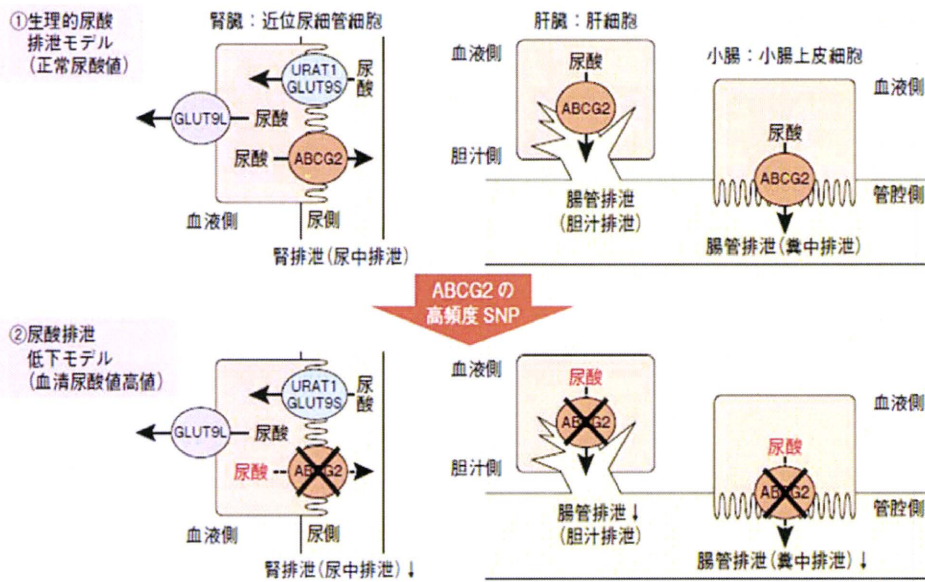 ①生理的尿酸
排泄モデル
(正常尿酸値)
腎臓：近位尿細管細胞
URAT1
GLUT9S
尿
酸
GLUT9L
尿酸
尿酸
ABCG2
血液側
尿側
腎排泄(尿中排泄)
肝臓：肝細胞
血液側
尿酸
ABCG2
胆汁側
腸管排泄
(胆汁排泄)
小腸：小腸上皮細胞
血液側
尿酸
ABCG2
管腔側
腸管排泄(糞中排泄)
ABCG2 の
高頻度 SNP
②尿酸排泄
低下モデル
(血清尿酸値高値)
URAT1
GLUT9S
尿
酸
GLUT9L
尿酸
尿酸
ABCG2
血液側
尿側
腎排泄(尿中排泄)↓
血液側
尿酸
ABCG2
胆汁側
腸管排泄↓
(胆汁排泄)
血液側
尿酸
ABCG2
管腔側
腸管排泄(糞中排泄)↓